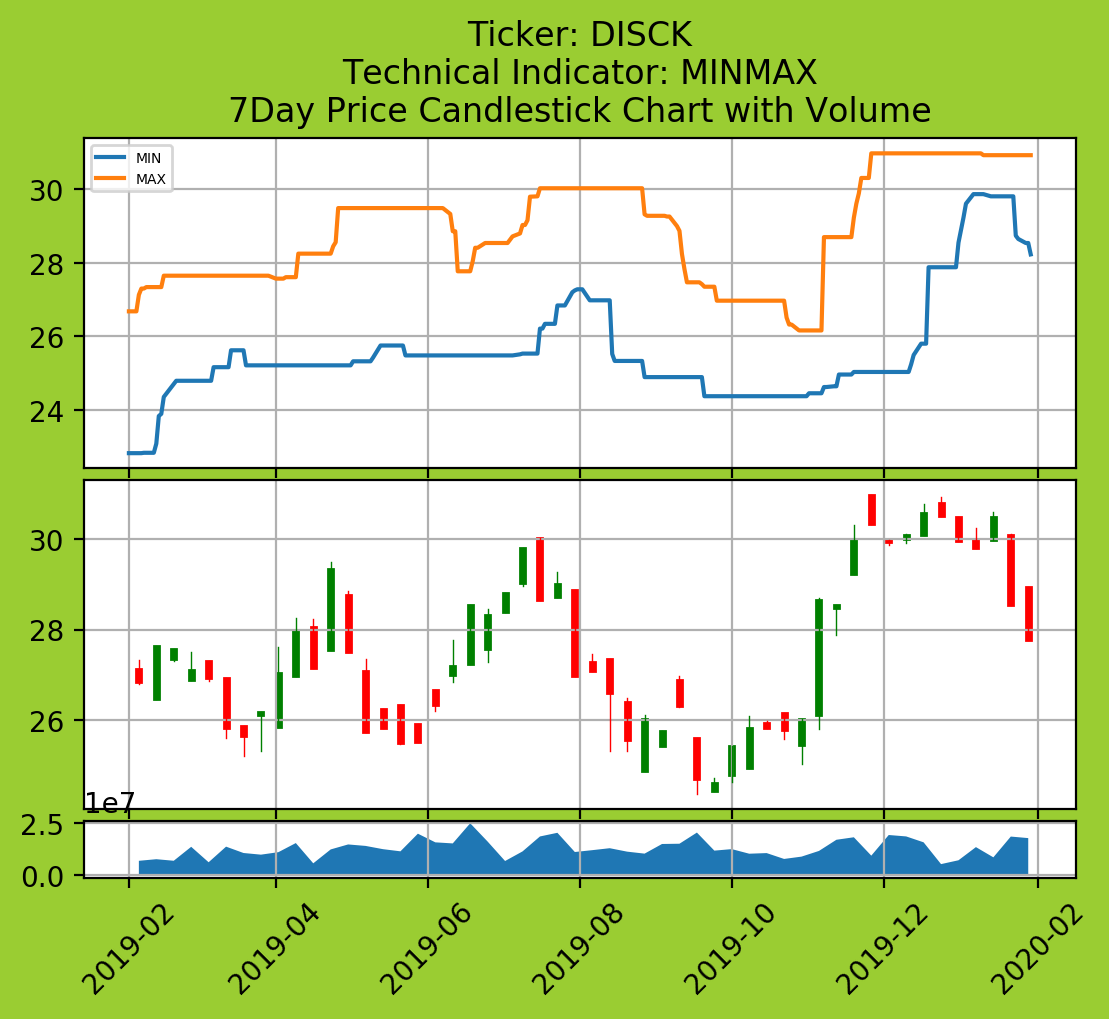 Ticker: DISCK
Technical Indicator: MINMAX
7Day Price Candlestick Chart with Volume
MIN
MAX
30
28
26
24
30
28
26
1e7
2.5
0.0
2019-02
2019-04
2019-06
2019-08
2019-10
2019-12
2020-02